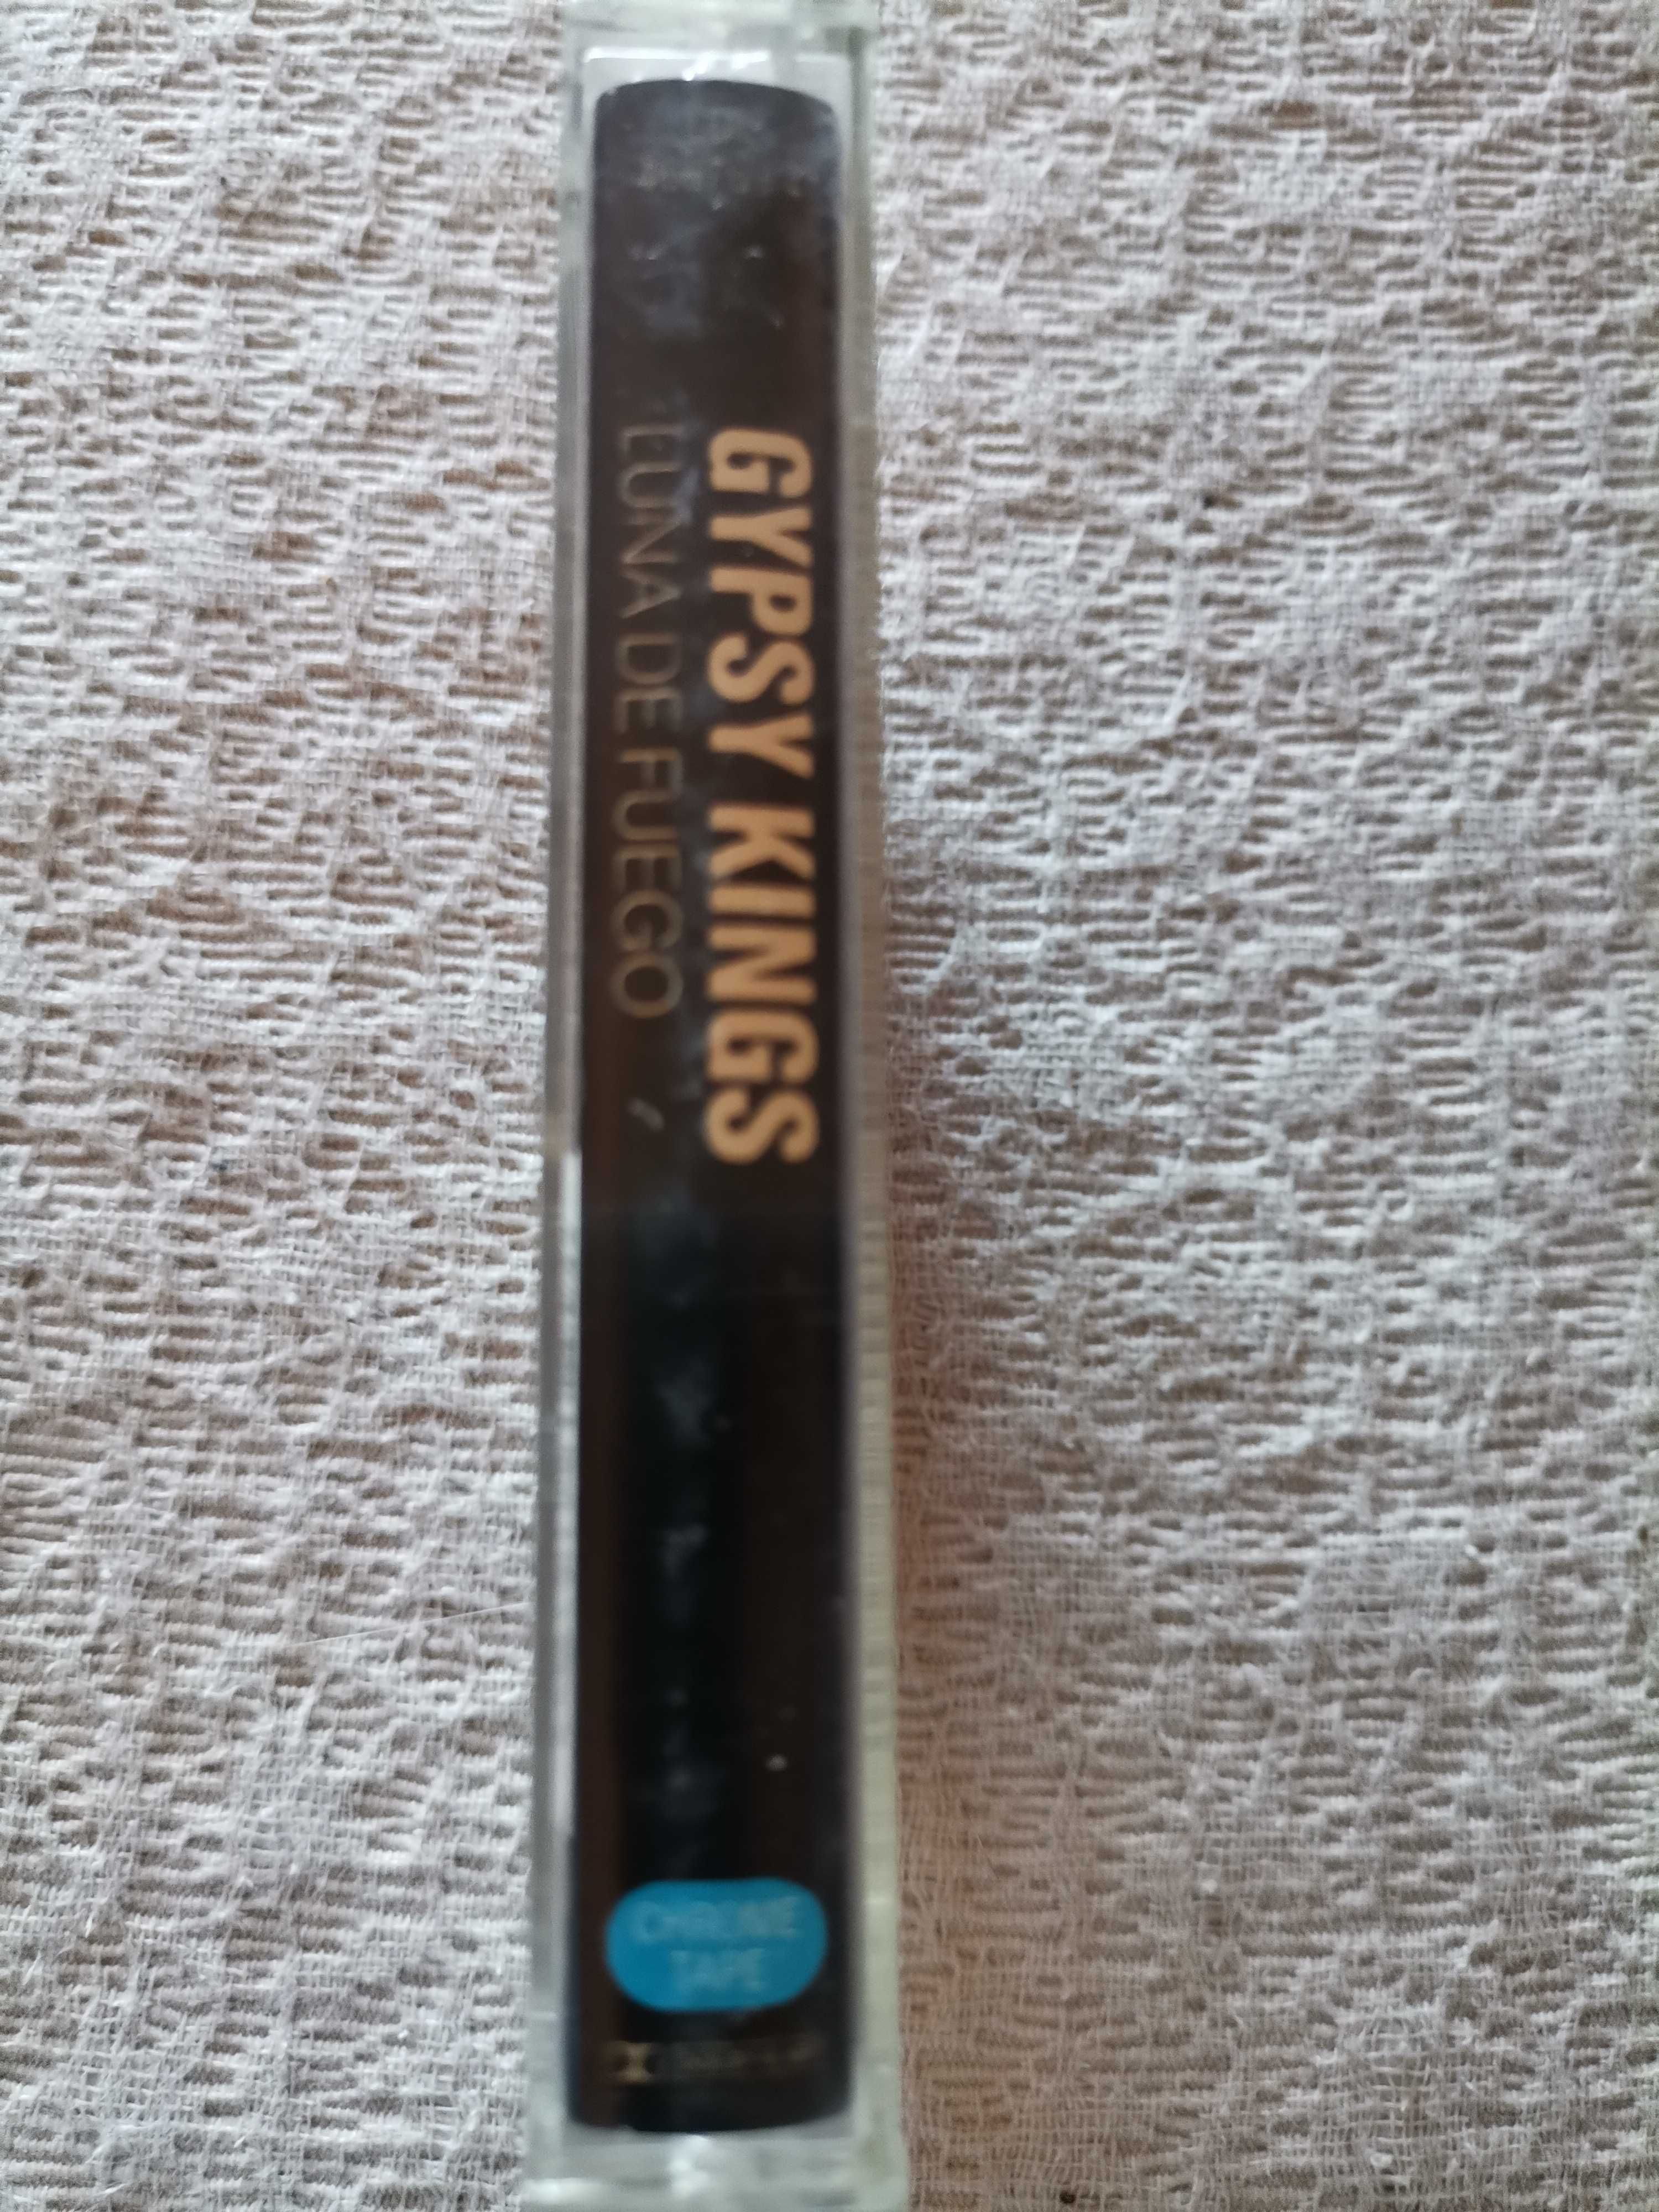 GYPSY KINGS
LUNA DE FUEGO
CHROME
TAPE